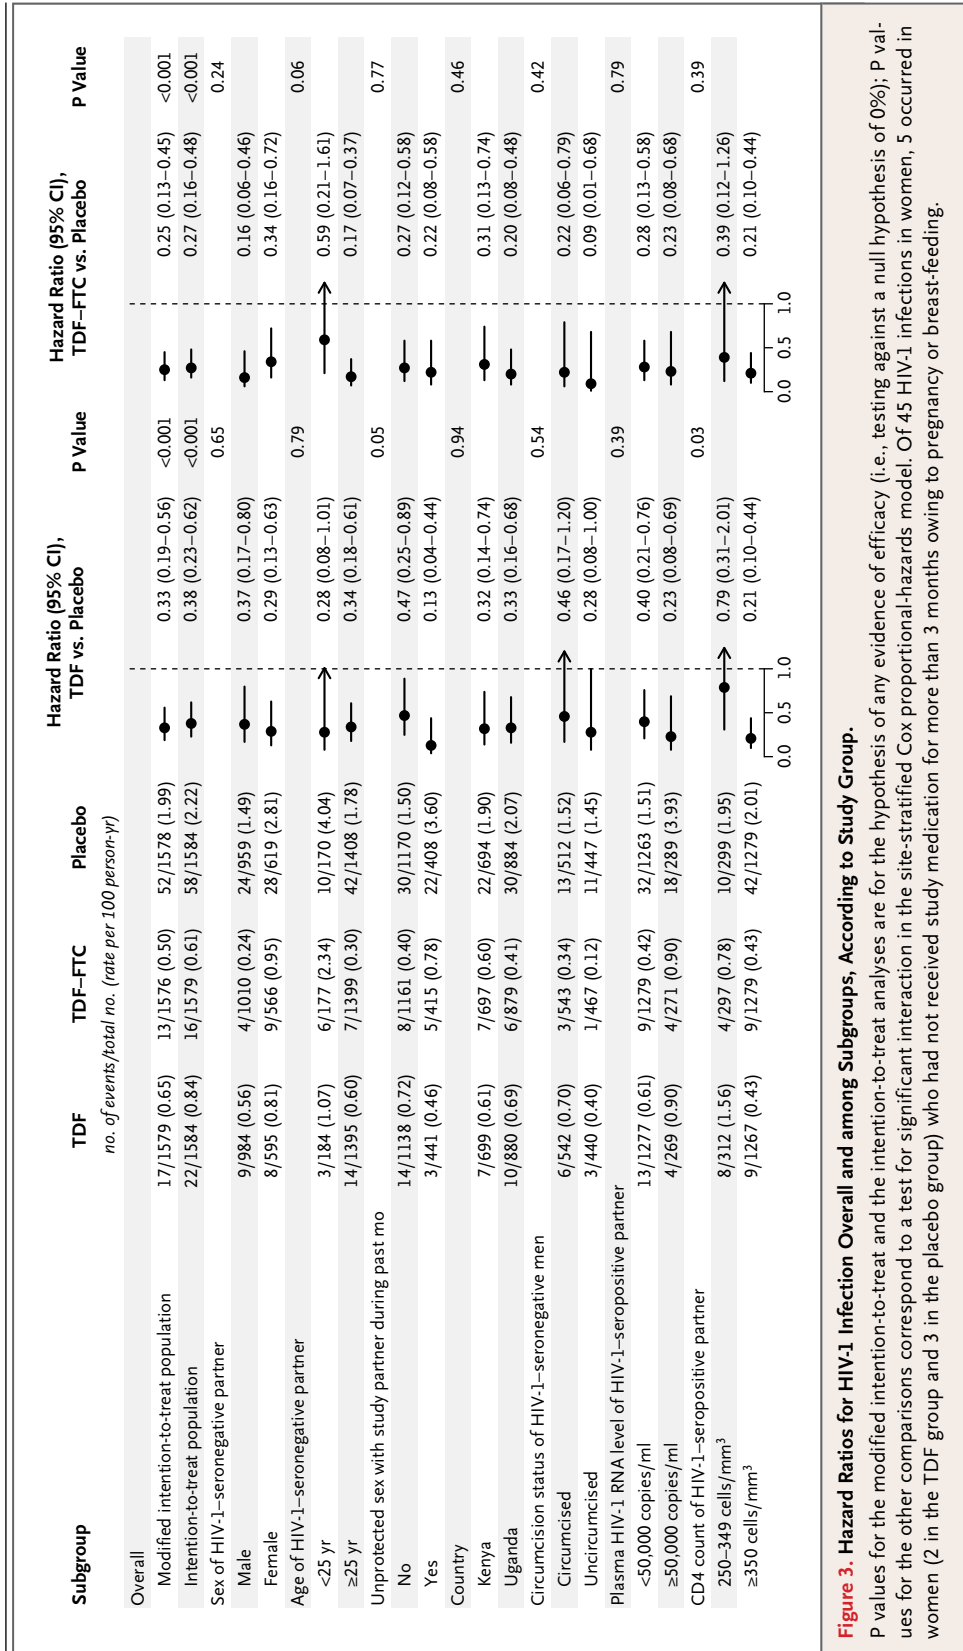 Subgroup TDF TDF–FTC Placebo Hazard Ratio (95% CI), TDF vs. Placebo P Value Hazard Ratio (95% CI), TDF–FTC vs. Placebo P Value
no. of events/total no. (rate per 100 person-yr)
Overall
Modified intention-to-treat population 17/1579 (0.65) 13/1576 (0.50) 52/1578 (1.99) 0.33 (0.19–0.56) <0.001 0.25 (0.13–0.45) <0.001
Intention-to-treat population 22/1584 (0.84) 16/1579 (0.61) 58/1584 (2.22) 0.38 (0.23–0.62) <0.001 0.27 (0.16–0.48) <0.001
Sex of HIV-1–seronegative partner 0.65 0.24
Male 9/984 (0.56) 4/1010 (0.24) 24/959 (1.49) 0.37 (0.17–0.80) 0.16 (0.06–0.46)
Female 8/595 (0.81) 9/566 (0.95) 28/619 (2.81) 0.29 (0.13–0.63) 0.34 (0.16–0.72)
Age of HIV-1–seronegative partner 0.79 0.06
<25 yr 3/184 (1.07) 6/177 (2.34) 10/170 (4.04) 0.28 (0.08–1.01) 0.59 (0.21–1.61)
≥25 yr 14/1395 (0.60) 7/1399 (0.30) 42/1408 (1.78) 0.34 (0.18–0.61) 0.17 (0.07–0.37)
Unprotected sex with study partner during past mo 0.05 0.77
No 14/1138 (0.72) 8/1161 (0.40) 30/1170 (1.50) 0.47 (0.25–0.89) 0.27 (0.12–0.58)
Yes 3/441 (0.46) 5/415 (0.78) 22/408 (3.60) 0.13 (0.04–0.44) 0.22 (0.08–0.58)
Country 0.94 0.46
Kenya 7/699 (0.61) 7/697 (0.60) 22/694 (1.90) 0.32 (0.14–0.74) 0.31 (0.13–0.74)
Uganda 10/880 (0.69) 6/879 (0.41) 30/884 (2.07) 0.33 (0.16–0.68) 0.20 (0.08–0.48)
Circumcision status of HIV-1–seronegative men 0.54 0.42
Circumcised 6/542 (0.70) 3/543 (0.34) 13/512 (1.52) 0.46 (0.17–1.20) 0.22 (0.06–0.79)
Uncircumcised 3/440 (0.40) 1/467 (0.12) 11/447 (1.45) 0.28 (0.08–1.00) 0.09 (0.01–0.68)
Plasma HIV-1 RNA level of HIV-1–seropositive partner 0.39 0.79
<50,000 copies/ml 13/1277 (0.61) 9/1279 (0.42) 32/1263 (1.51) 0.40 (0.21–0.76) 0.28 (0.13–0.58)
≥50,000 copies/ml 4/269 (0.90) 4/271 (0.90) 18/289 (3.93) 0.23 (0.08–0.69) 0.23 (0.08–0.68)
CD4 count of HIV-1–seropositive partner 0.03 0.39
250–349 cells/mm³ 8/312 (1.56) 4/297 (0.78) 10/299 (1.95) 0.79 (0.31–2.01) 0.39 (0.12–1.26)
≥350 cells/mm³ 9/1267 (0.43) 9/1279 (0.43) 42/1279 (2.01) 0.21 (0.10–0.44) 0.21 (0.10–0.44)
0.0 0.5 1.0 0.0 0.5 1.0
Figure 3. Hazard Ratios for HIV-1 Infection Overall and among Subgroups, According to Study Group.
P values for the modified intention-to-treat and the intention-to-treat analyses are for the hypothesis of any evidence of efficacy (i.e., testing against a null hypothesis of 0%); P val-
ues for the other comparisons correspond to a test for significant interaction in the site-stratified Cox proportional-hazards model. Of 45 HIV-1 infections in women, 5 occurred in
women (2 in the TDF group and 3 in the placebo group) who had not received study medication for more than 3 months owing to pregnancy or breast-feeding.